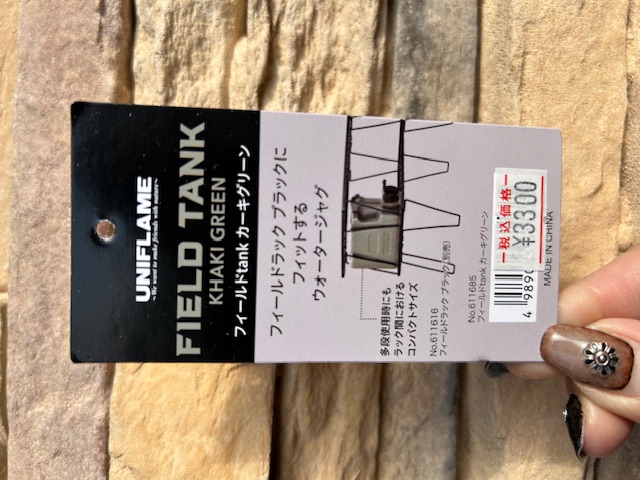 UNIFLAME
~We want to make friends with nature~
FIELD TANK
KHAKI GREEN
フィールドtank カーキグリーン
フィールドラック ブラックに
フィットする
ウォータージャグ
多段使用時にも
ラック間における
コンパクトサイズ
No.611616
フィールドラック ブラック(別売)
No.611685
フィールドtank カーキグリーン
税込価格
¥3300
4 9890
MADE IN CHINA